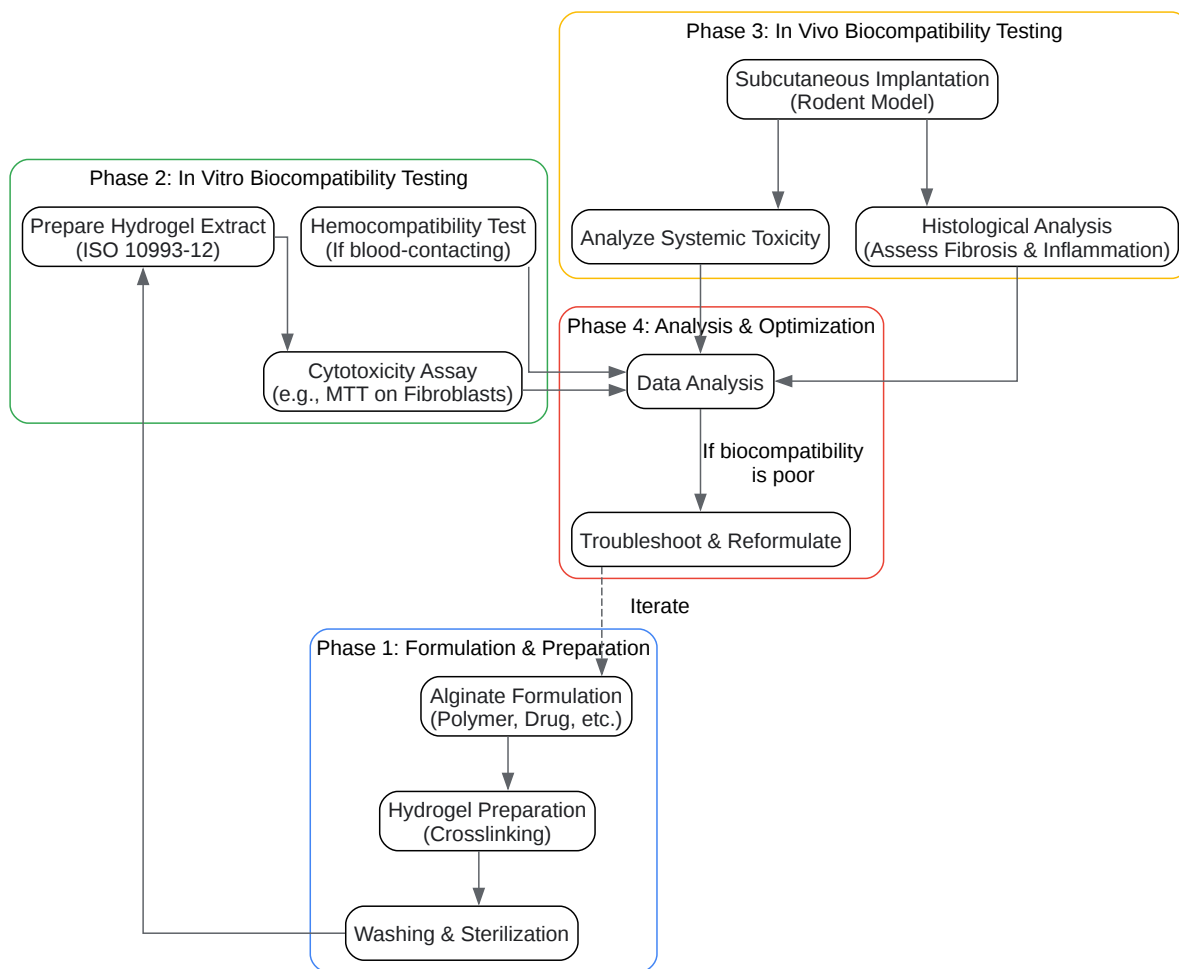 Phase 3: In Vivo Biocompatibility Testing
Subcutaneous Implantation
(Rodent Model)
Analyze Systemic Toxicity
Histological Analysis
(Assess Fibrosis & Inflammation)
Phase 2: In Vitro Biocompatibility Testing
Prepare Hydrogel Extract
(ISO 10993-12)
Hemocompatibility Test
(If blood-contacting)
Cytotoxicity Assay
(e.g., MTT on Fibroblasts)
Phase 4: Analysis & Optimization
Data Analysis
If biocompatibility
is poor
Troubleshoot & Reformulate
Iterate
Phase 1: Formulation & Preparation
Alginate Formulation
(Polymer, Drug, etc.)
Hydrogel Preparation
(Crosslinking)
Washing & Sterilization